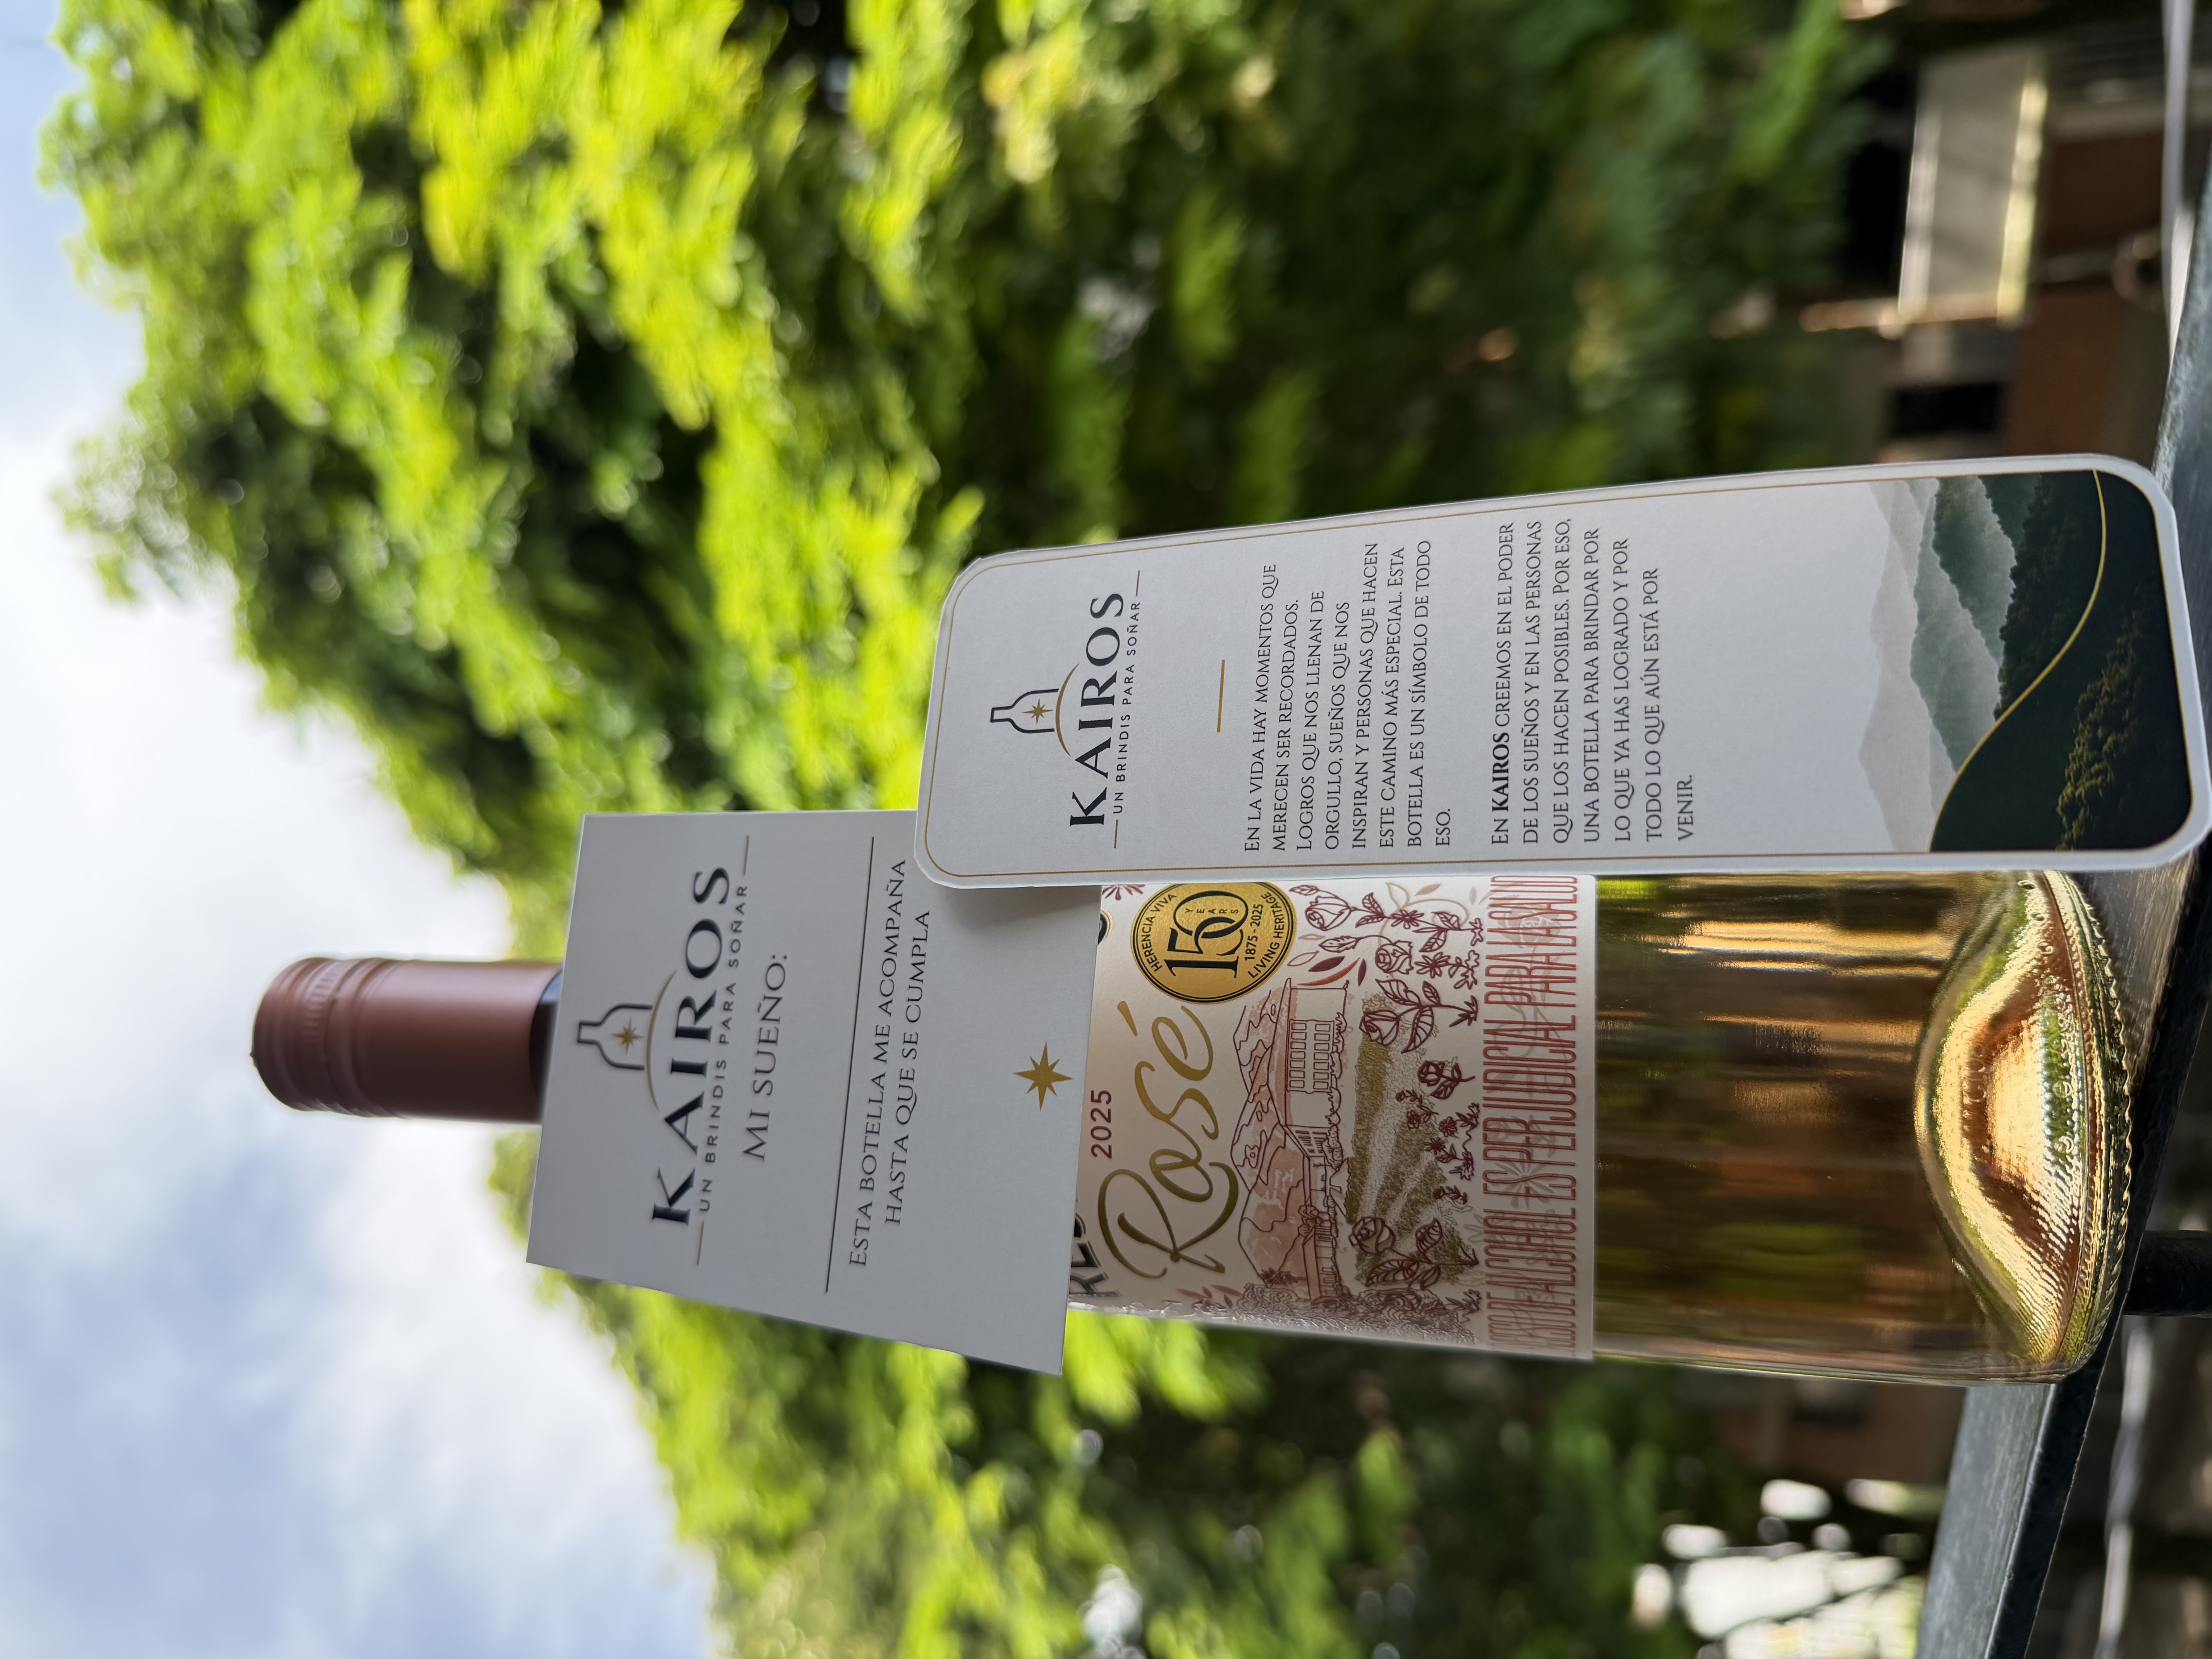 KAIROS
UN BRINDIS PARA SOÑAR
MI SUEÑO:
ESTA BOTELLA ME ACOMPAÑA
HASTA QUE SE CUMPLA
2025
Rosé
HERENCIA VIVA
150
YEARS
1875 - 2025
LIVING HERITAGE
DE ALCOHOL ES PERJUDICIAL PARA LA SALUD
KAIROS
UN BRINDIS PARA SOÑAR
EN LA VIDA HAY MOMENTOS QUE
MERECEN SER RECORDADOS.
LOGROS QUE NOS LLENAN DE
ORGULLO, SUEÑOS QUE NOS
INSPIRAN Y PERSONAS QUE HACEN
ESTE CAMINO MÁS ESPECIAL. ESTA
BOTELLA ES UN SÍMBOLO DE TODO
ESO.
EN KAIROS CREEMOS EN EL PODER
DE LOS SUEÑOS Y EN LAS PERSONAS
QUE LOS HACEN POSIBLES. POR ESO,
UNA BOTELLA PARA BRINDAR POR
LO QUE YA HAS LOGRADO Y POR
TODO LO QUE AÚN ESTÁ POR
VENIR.